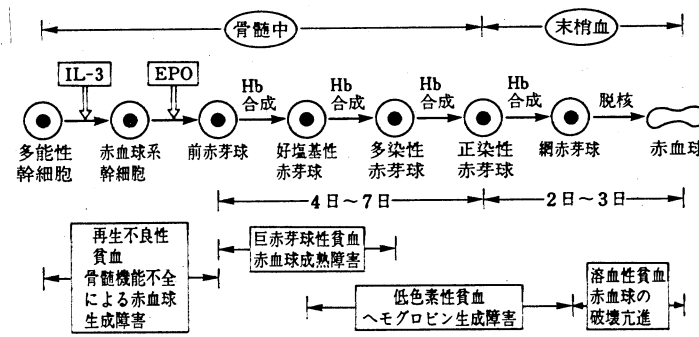 骨髄中
末梢血
IL-3
EPO
Hb
合成
Hb
合成
Hb
合成
Hb
合成
脱核
多能性
幹細胞
赤血球系
幹細胞
前赤芽球
好塩基性
赤芽球
多染性
赤芽球
正染性
赤芽球
網赤芽球
赤血球
4日～7日
2日～3日
再生不良性
貧血
骨髄機能不全
による赤血球
生成障害
巨赤芽球性貧血
赤血球成熟障害
低色素性貧血
ヘモグロビン生成障害
溶血性貧血
赤血球の
破壊亢進